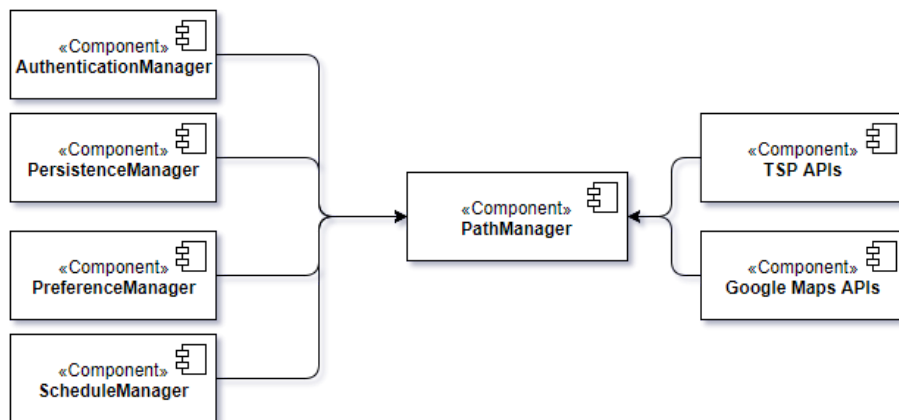 «Component»
AuthenticationManager
«Component»
PersistenceManager
«Component»
PreferenceManager
«Component»
ScheduleManager
«Component»
PathManager
«Component»
TSP APIs
«Component»
Google Maps APIs